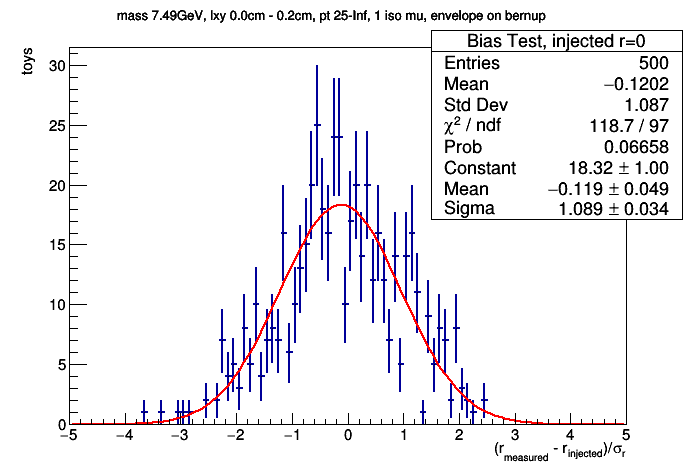 mass 7.49GeV, lxy 0.0cm - 0.2cm, pt 25-Inf, 1 iso mu, envelope on bernup
Bias Test, injected r=0
Entries 500
Mean −0.1202
Std Dev 1.087
χ² / ndf 118.7 / 97
Prob 0.06658
Constant 18.32 ± 1.00
Mean −0.119 ± 0.049
Sigma 1.089 ± 0.034
toys
30
25
20
15
10
5
0
−5 −4 −3 −2 −1 0 1 2 3 4 5
(r_measured - r_injected)/σ_r